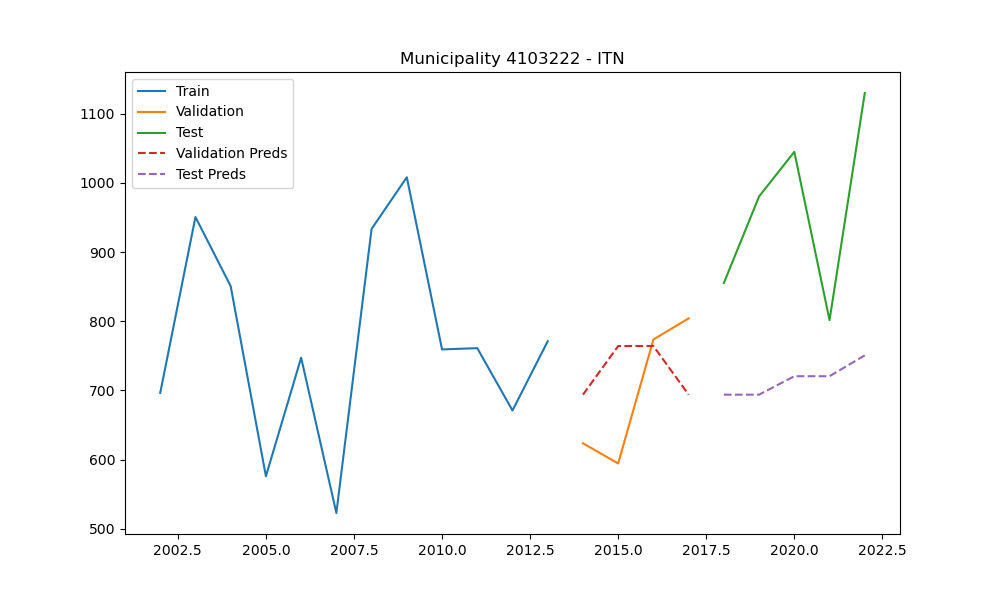 Municipality 4103222 - ITN
Train
Validation
Test
Validation Preds
Test Preds
1100
1000
900
800
700
600
500
2002.5 2005.0 2007.5 2010.0 2012.5 2015.0 2017.5 2020.0 2022.5